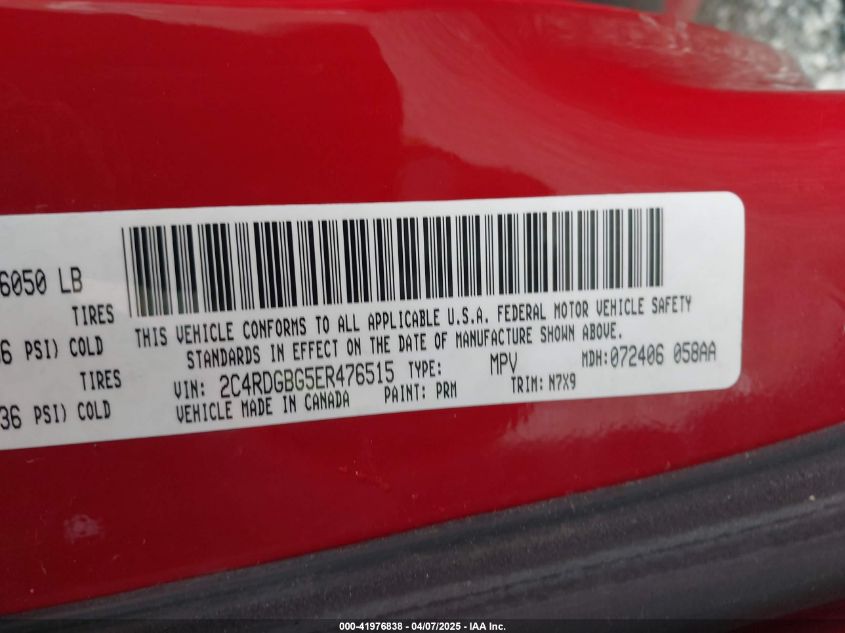 6050 LB
TIRES
6 PSI) COLD
TIRES
36 PSI) COLD
THIS VEHICLE CONFORMS TO ALL APPLICABLE U.S.A. FEDERAL MOTOR VEHICLE SAFETY
STANDARDS IN EFFECT ON THE DATE OF MANUFACTURE SHOWN ABOVE.
VIN: 2C4RDGBG5ER476515 TYPE: MPV MDH:072406 058AA
VEHICLE MADE IN CANADA PAINT: PRM TRIM: N7X9
000-41976838 - 04/07/2025 - IAA Inc.